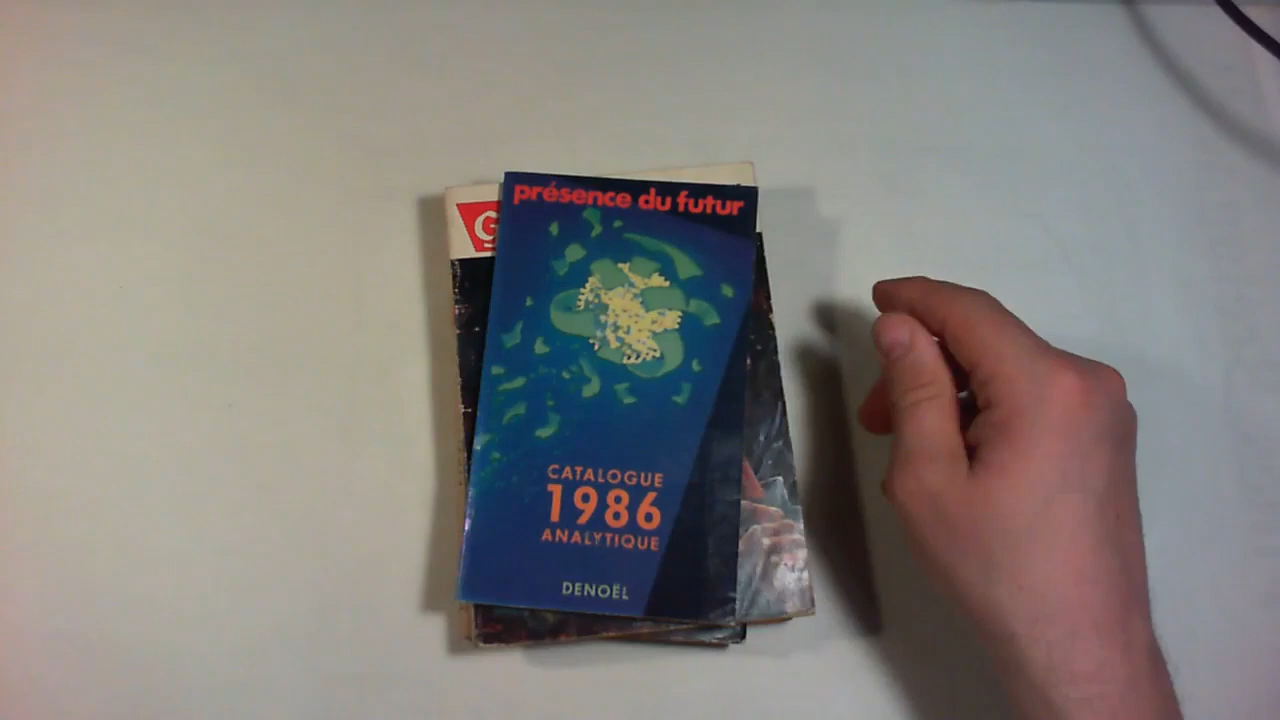 présence du futur
G
CATALOGUE
1986
ANALYTIQUE
DENOËL